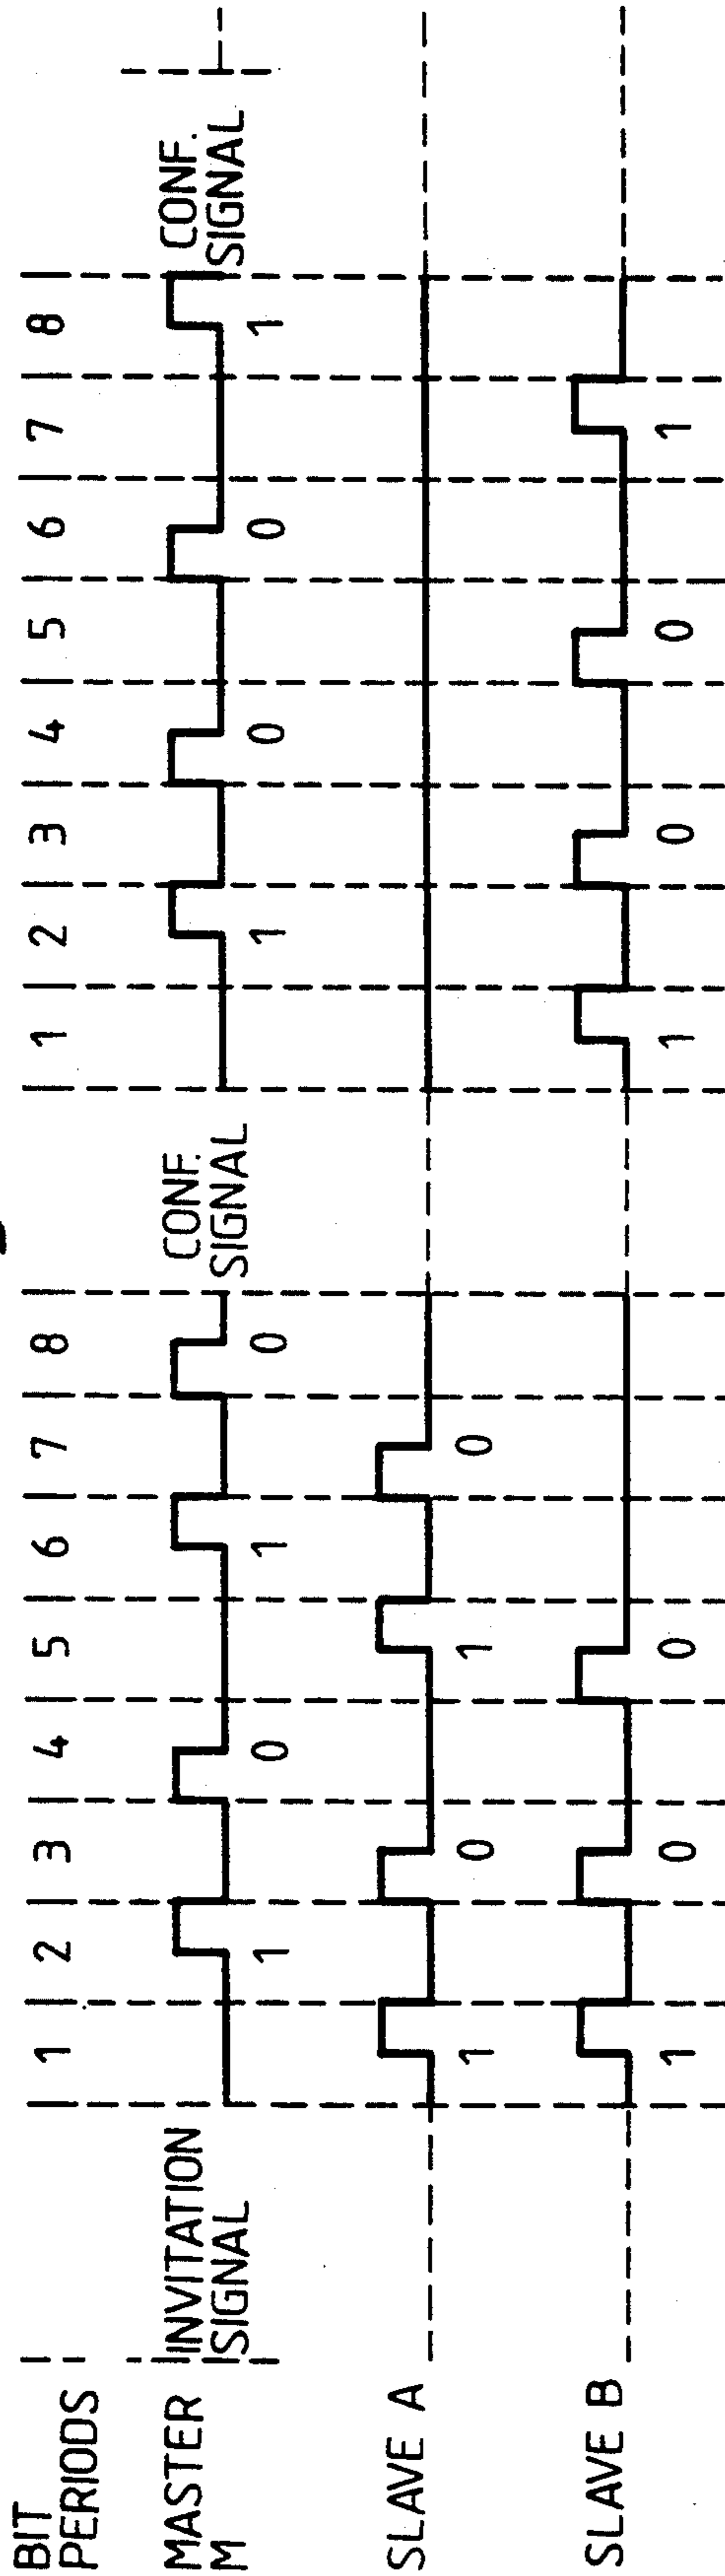 BIT
PERIODS
1 2 3 4 5 6 7 8 1 2 3 4 5 6 7 8
MASTER
M
INVITATION
SIGNAL
1 0 1 0
CONF.
SIGNAL
1 0 0 1
CONF.
SIGNAL
SLAVE A
1 0 1 0
SLAVE B
1 0 0 1 0 0 1